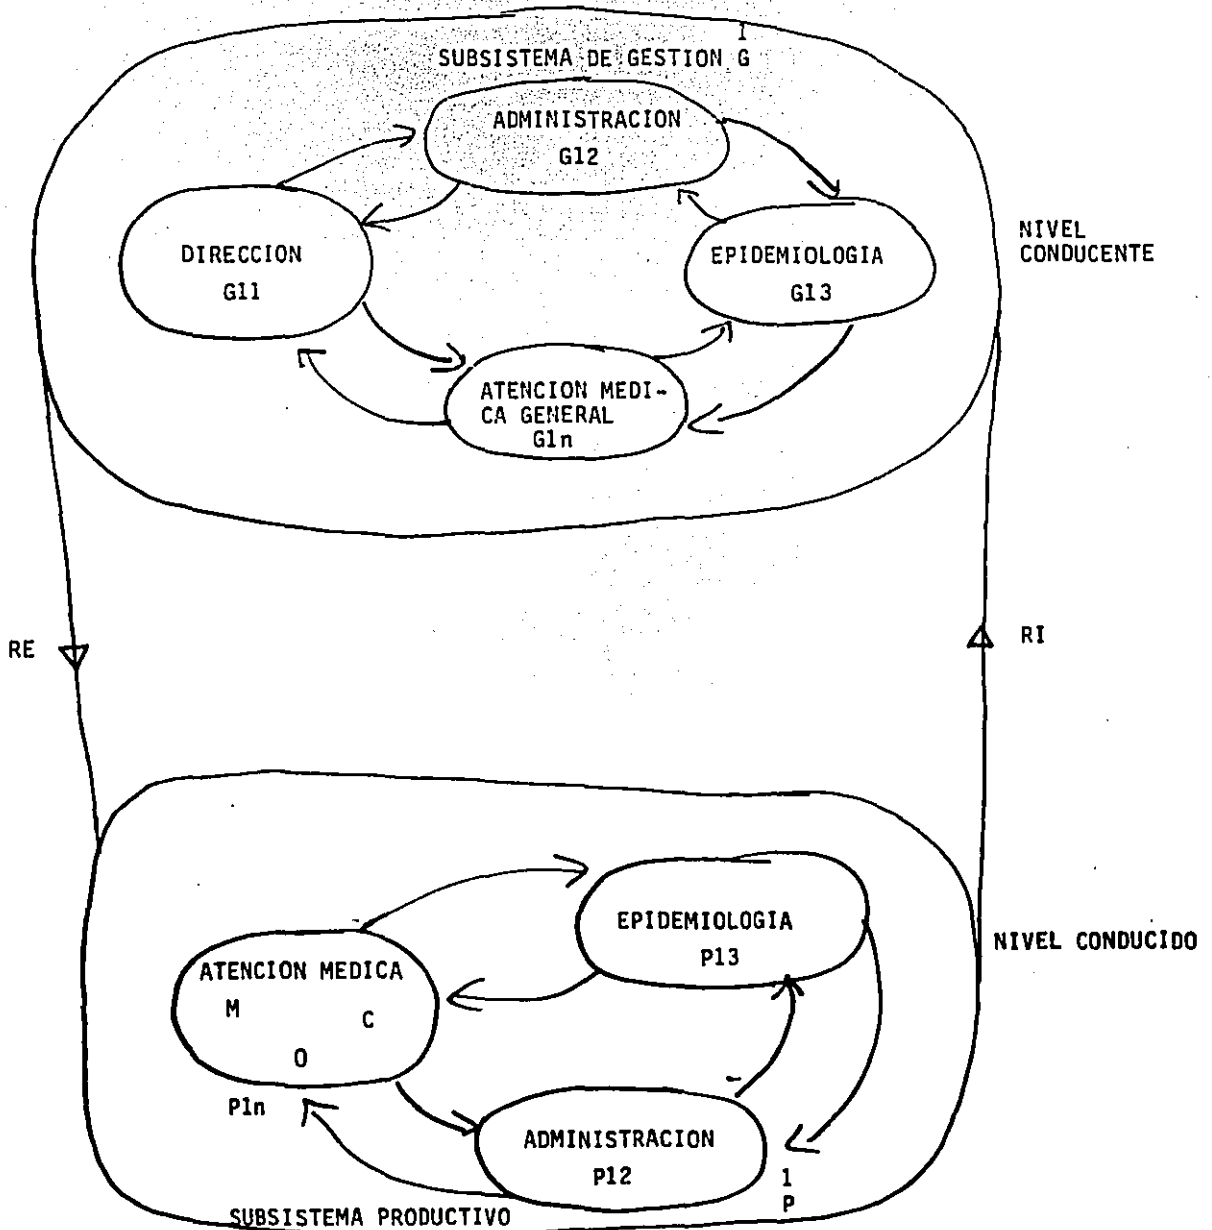 I
SUBSISTEMA DE GESTION G
ADMINISTRACION
G12
DIRECCION
G11
EPIDEMIOLOGIA
G13
NIVEL
CONDUCENTE
ATENCION MEDI-
CA GENERAL
G1n
RE
RI
EPIDEMIOLOGIA
P13
NIVEL CONDUCIDO
ATENCION MEDICA
M
C
O
P1n
ADMINISTRACION
P12
1
P
SUBSISTEMA PRODUCTIVO